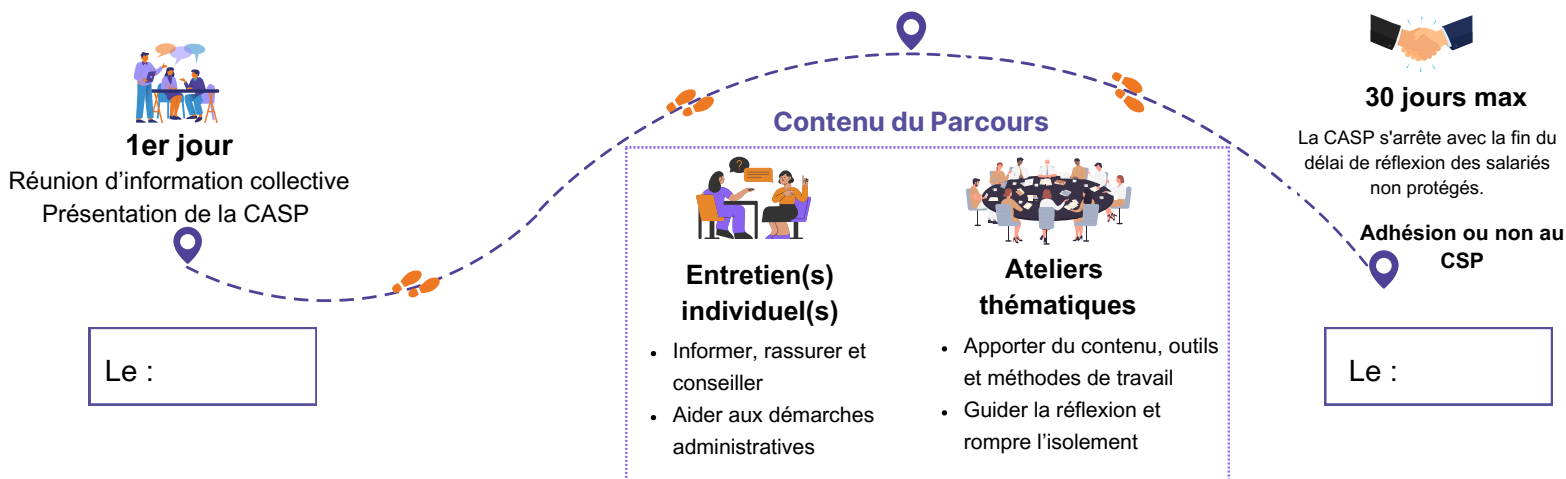 1er jour
Réunion d’information collective
Présentation de la CASP
Le :
Contenu du Parcours
?
Entretien(s)
individuel(s)
• Informer, rassurer et
conseiller
• Aider aux démarches
administratives
Ateliers
thématiques
• Apporter du contenu, outils
et méthodes de travail
• Guider la réflexion et
rompre l’isolement
30 jours max
La CASP s'arrête avec la fin du
délai de réflexion des salariés
non protégés.
Adhésion ou non au
CSP
Le :